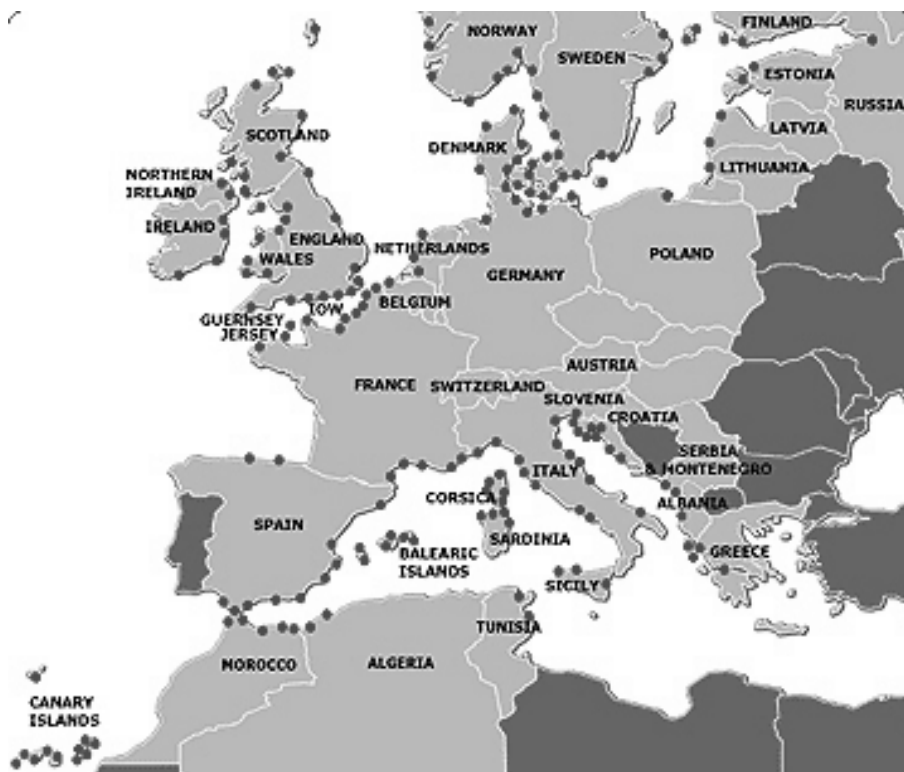 NORWAY
FINLAND
SWEDEN
ESTONIA
RUSSIA
SCOTLAND
LATVIA
DENMARK
LITHUANIA
NORTHERN
IRELAND
IRELAND
ENGLAND
NETHERLANDS
POLAND
WALES
GERMANY
BELGIUM
IOW
GUERNSEY
JERSEY
AUSTRIA
FRANCE
SWITZERLAND
SLOVENIA
CROATIA
SERBIA
& MONTENEGRO
ITALY
CORSICA
ALBANIA
SPAIN
SARDINIA
BALEARIC
ISLANDS
GREECE
SICILY
TUNISIA
MOROCCO
ALGERIA
CANARY
ISLANDS